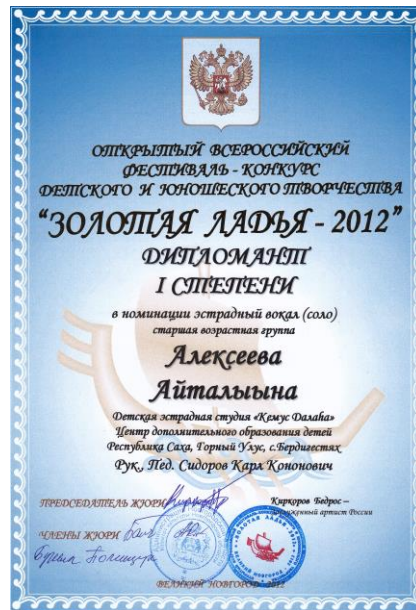 ОТКРЫТЫЙ ВСЕРОССИЙСКИЙ
ФЕСТИВАЛЬ - КОНКУРС
ДЕТСКОГО И ЮНОШЕСКОГО ТВОРЧЕСТВА
"ЗОЛОТАЯ ЛАДЬЯ - 2012"
ДИПЛОМАНТ
I СТЕПЕНИ
в номинации эстрадный вокал (соло)
старшая возрастная группа
Алексеева
Айталыына
Детская эстрадная студия «Кемус Далаhа»
Центр дополнительного образования детей
Республика Саха, Горный Улус, с.Бердигестях
Рук., Пед. Сидоров Карл Кононович
ПРЕДСЕДАТЕЛЬ ЖЮРИ
Киркоров Бедрос –
заслуженный артист России
ЧЛЕНЫ ЖЮРИ
ВЕЛИКИЙ НОВГОРОД 2012